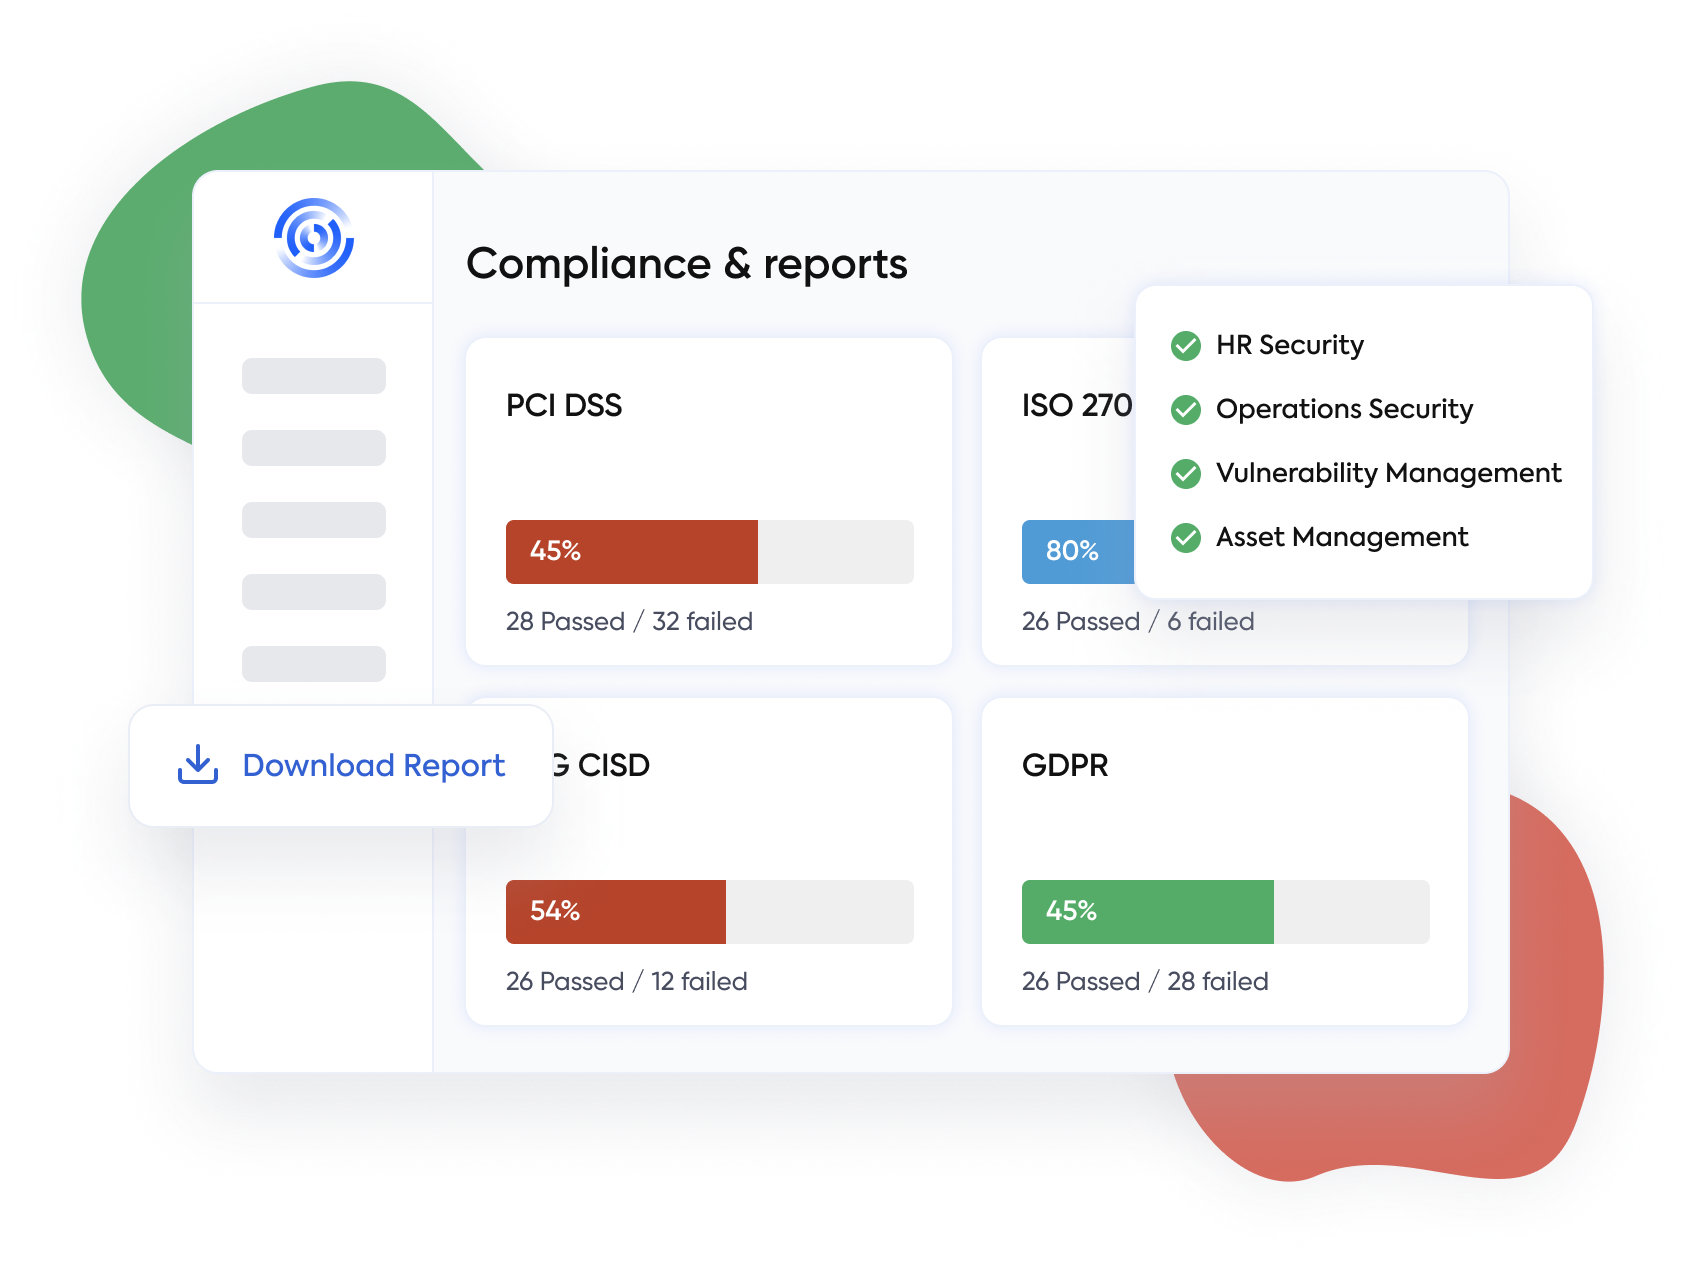 Compliance & reports
PCI DSS
45%
28 Passed / 32 failed
ISO 270
80%
26 Passed / 6 failed
HR Security
Operations Security
Vulnerability Management
Asset Management
Download Report
G CISD
54%
26 Passed / 12 failed
GDPR
45%
26 Passed / 28 failed